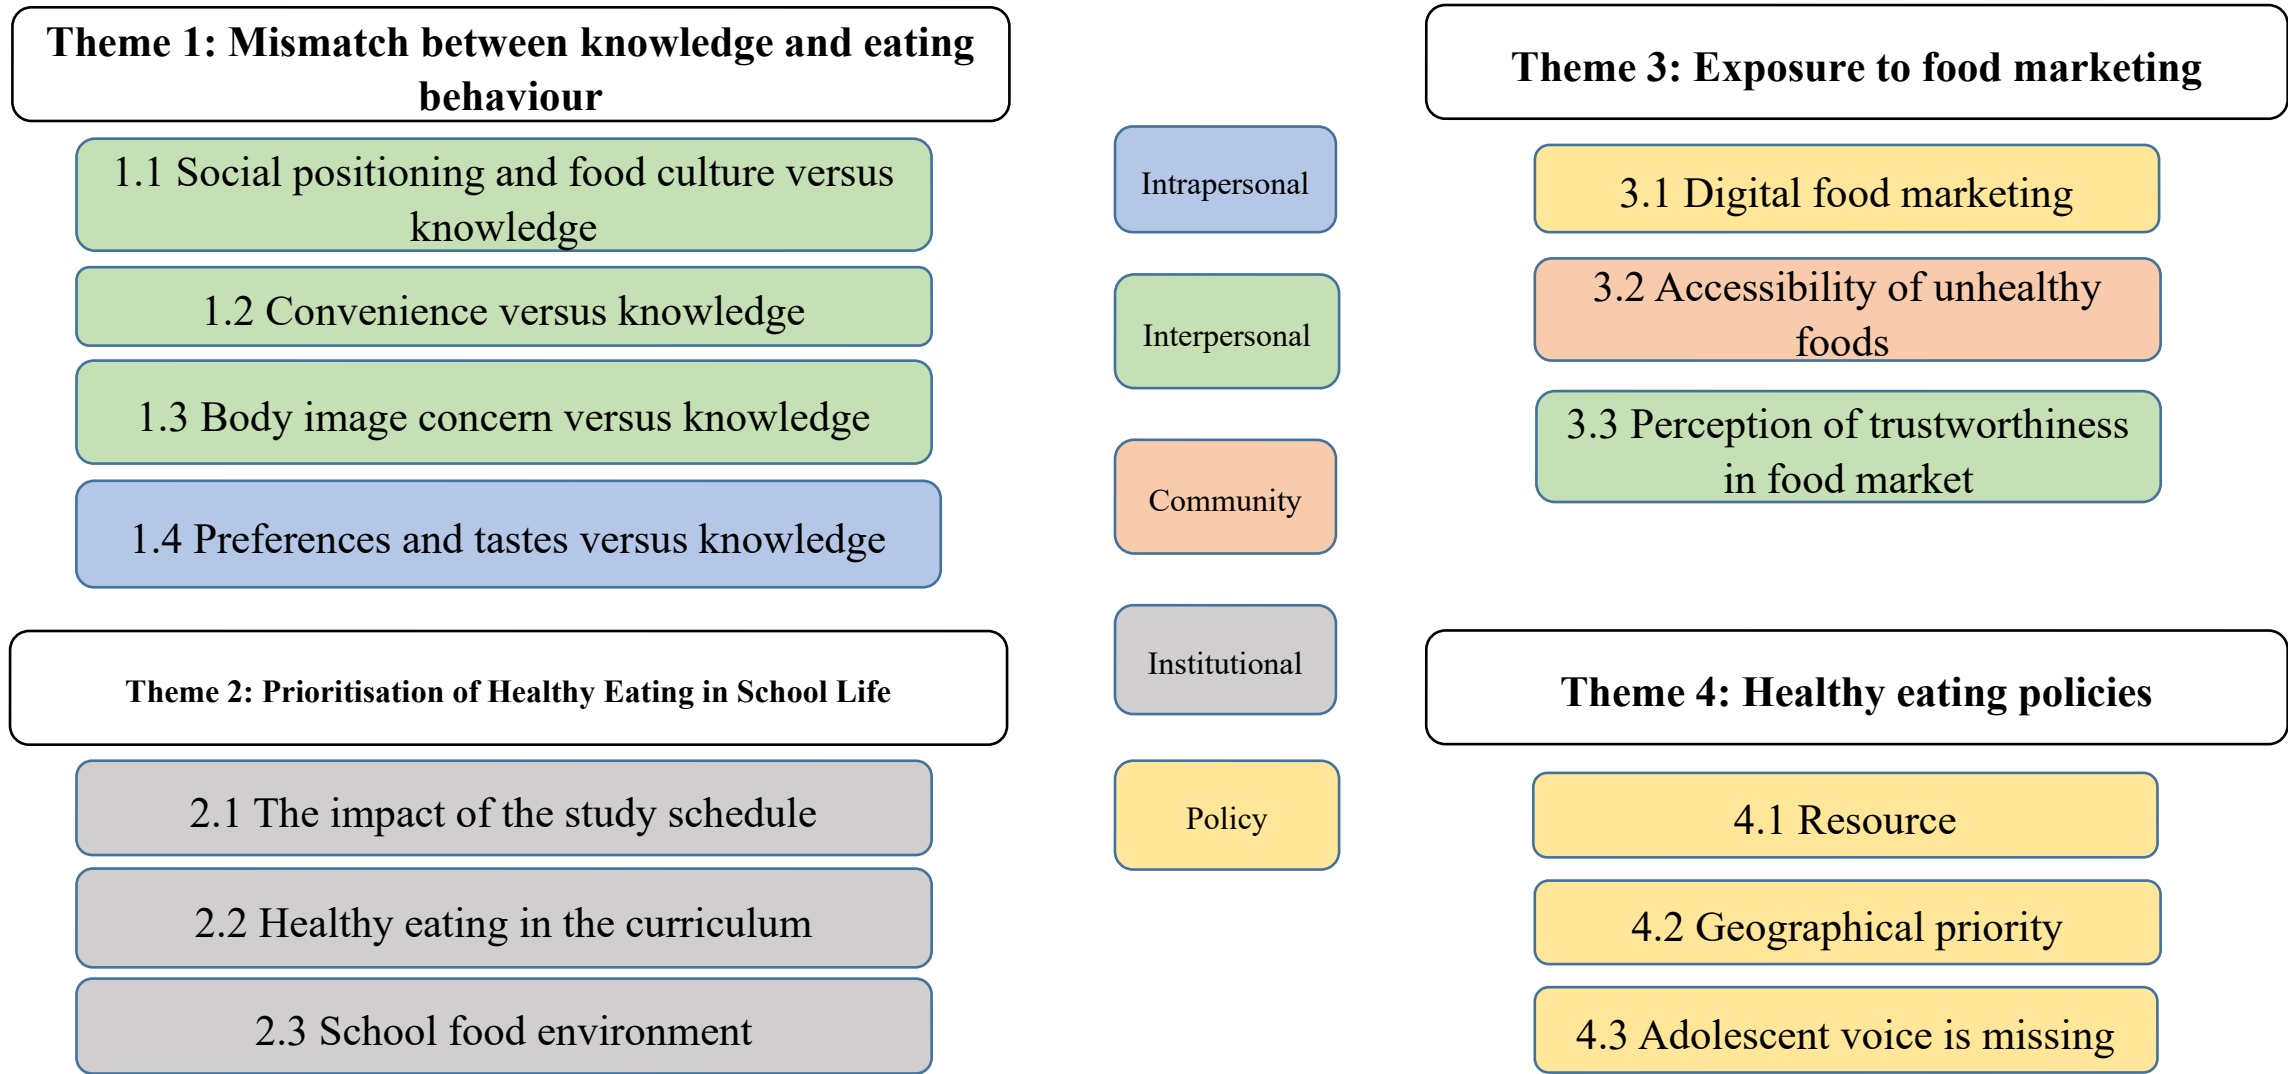 Theme 1: Mismatch between knowledge and eating
behaviour
1.1 Social positioning and food culture versus
knowledge
1.2 Convenience versus knowledge
1.3 Body image concern versus knowledge
1.4 Preferences and tastes versus knowledge
Theme 2: Prioritisation of Healthy Eating in School Life
2.1 The impact of the study schedule
2.2 Healthy eating in the curriculum
2.3 School food environment
Intrapersonal
Interpersonal
Community
Institutional
Policy
Theme 3: Exposure to food marketing
3.1 Digital food marketing
3.2 Accessibility of unhealthy
foods
3.3 Perception of trustworthiness
in food market
Theme 4: Healthy eating policies
4.1 Resource
4.2 Geographical priority
4.3 Adolescent voice is missing